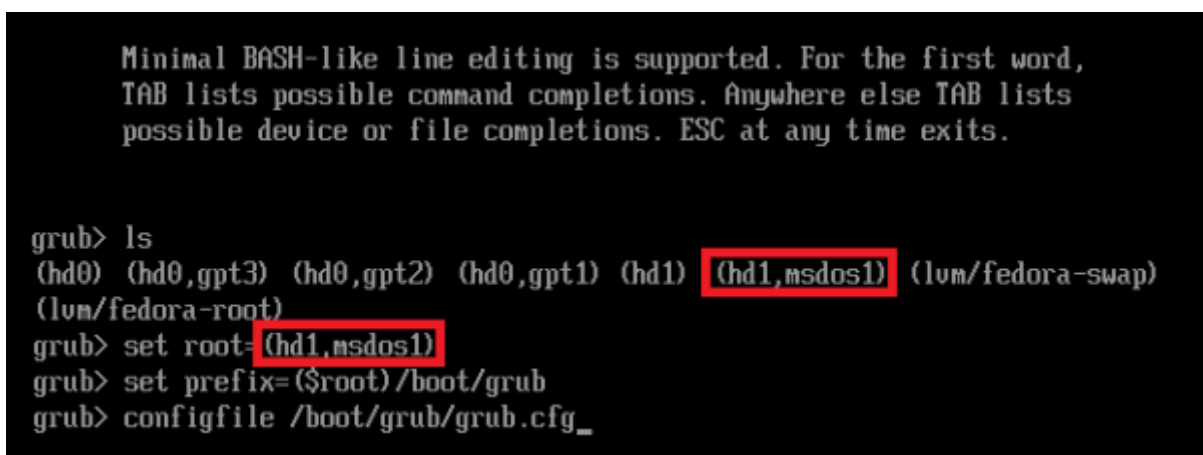 Minimal BASH-like line editing is supported. For the first word,
TAB lists possible command completions. Anywhere else TAB lists
possible device or file completions. ESC at any time exits.
grub> ls
(hd0) (hd0,gpt3) (hd0,gpt2) (hd0,gpt1) (hd1) (hd1,msdos1) (lvm/fedora-swap)
(lvm/fedora-root)
grub> set root=(hd1,msdos1)
grub> set prefix=($root)/boot/grub
grub> configfile /boot/grub/grub.cfg_